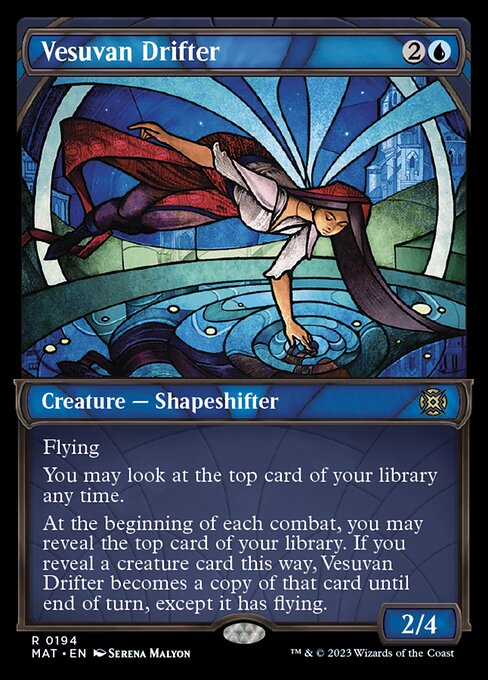 Vesuvan Drifter 2
Creature — Shapeshifter
Flying
You may look at the top card of your library
any time.
At the beginning of each combat, you may
reveal the top card of your library. If you
reveal a creature card this way, Vesuvan
Drifter becomes a copy of that card until
end of turn, except it has flying.
2/4
R 0194
MAT • EN SERENA MALYON
™ & © 2023 Wizards of the Coast